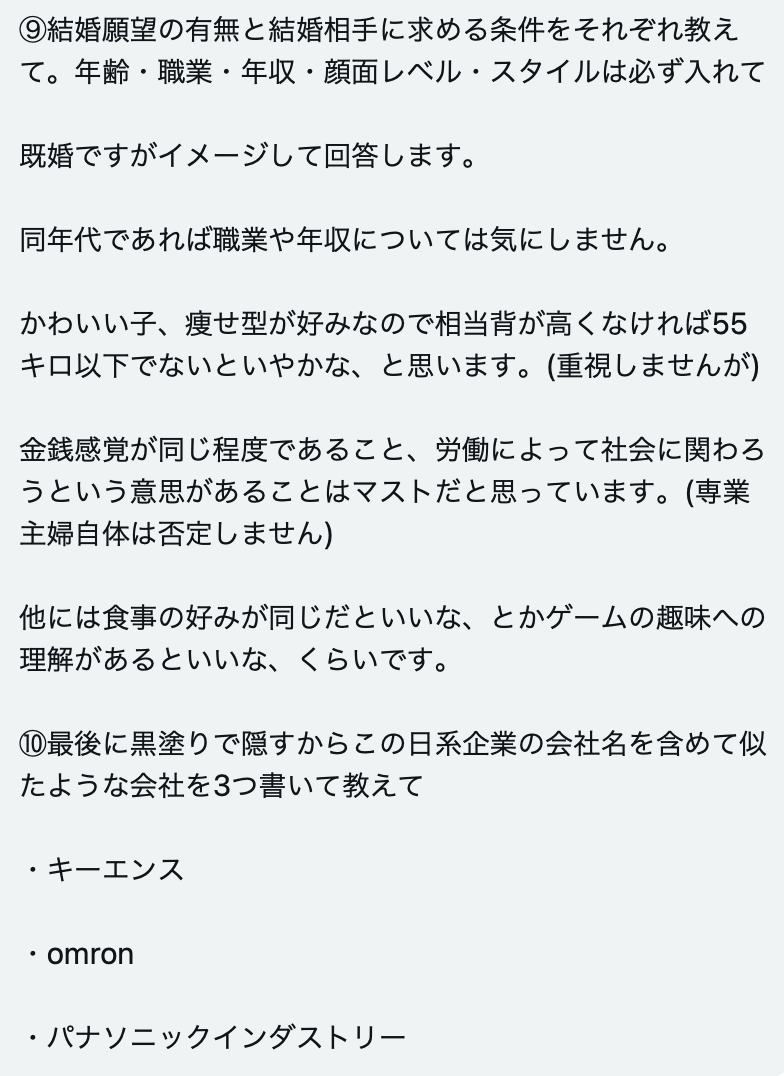 ⑨結婚願望の有無と結婚相手に求める条件をそれぞれ教え
て。年齢・職業・年収・顔面レベル・スタイルは必ず入れて
既婚ですがイメージして回答します。
同年代であれば職業や年収については気にしません。
かわいい子、痩せ型が好みなので相当背が高くなければ55
キロ以下でないといやかな、と思います。(重視しませんが)
金銭感覚が同じ程度であること、労働によって社会に関わろ
うという意思があることはマストだと思っています。(専業
主婦自体は否定しません)
他には食事の好みが同じだといいな、とかゲームの趣味への
理解があるといいな、くらいです。
⑩最後に黒塗りで隠すからこの日系企業の会社名を含めて似
たような会社を3つ書いて教えて
・キーエンス
・omron
・パナソニックインダストリー